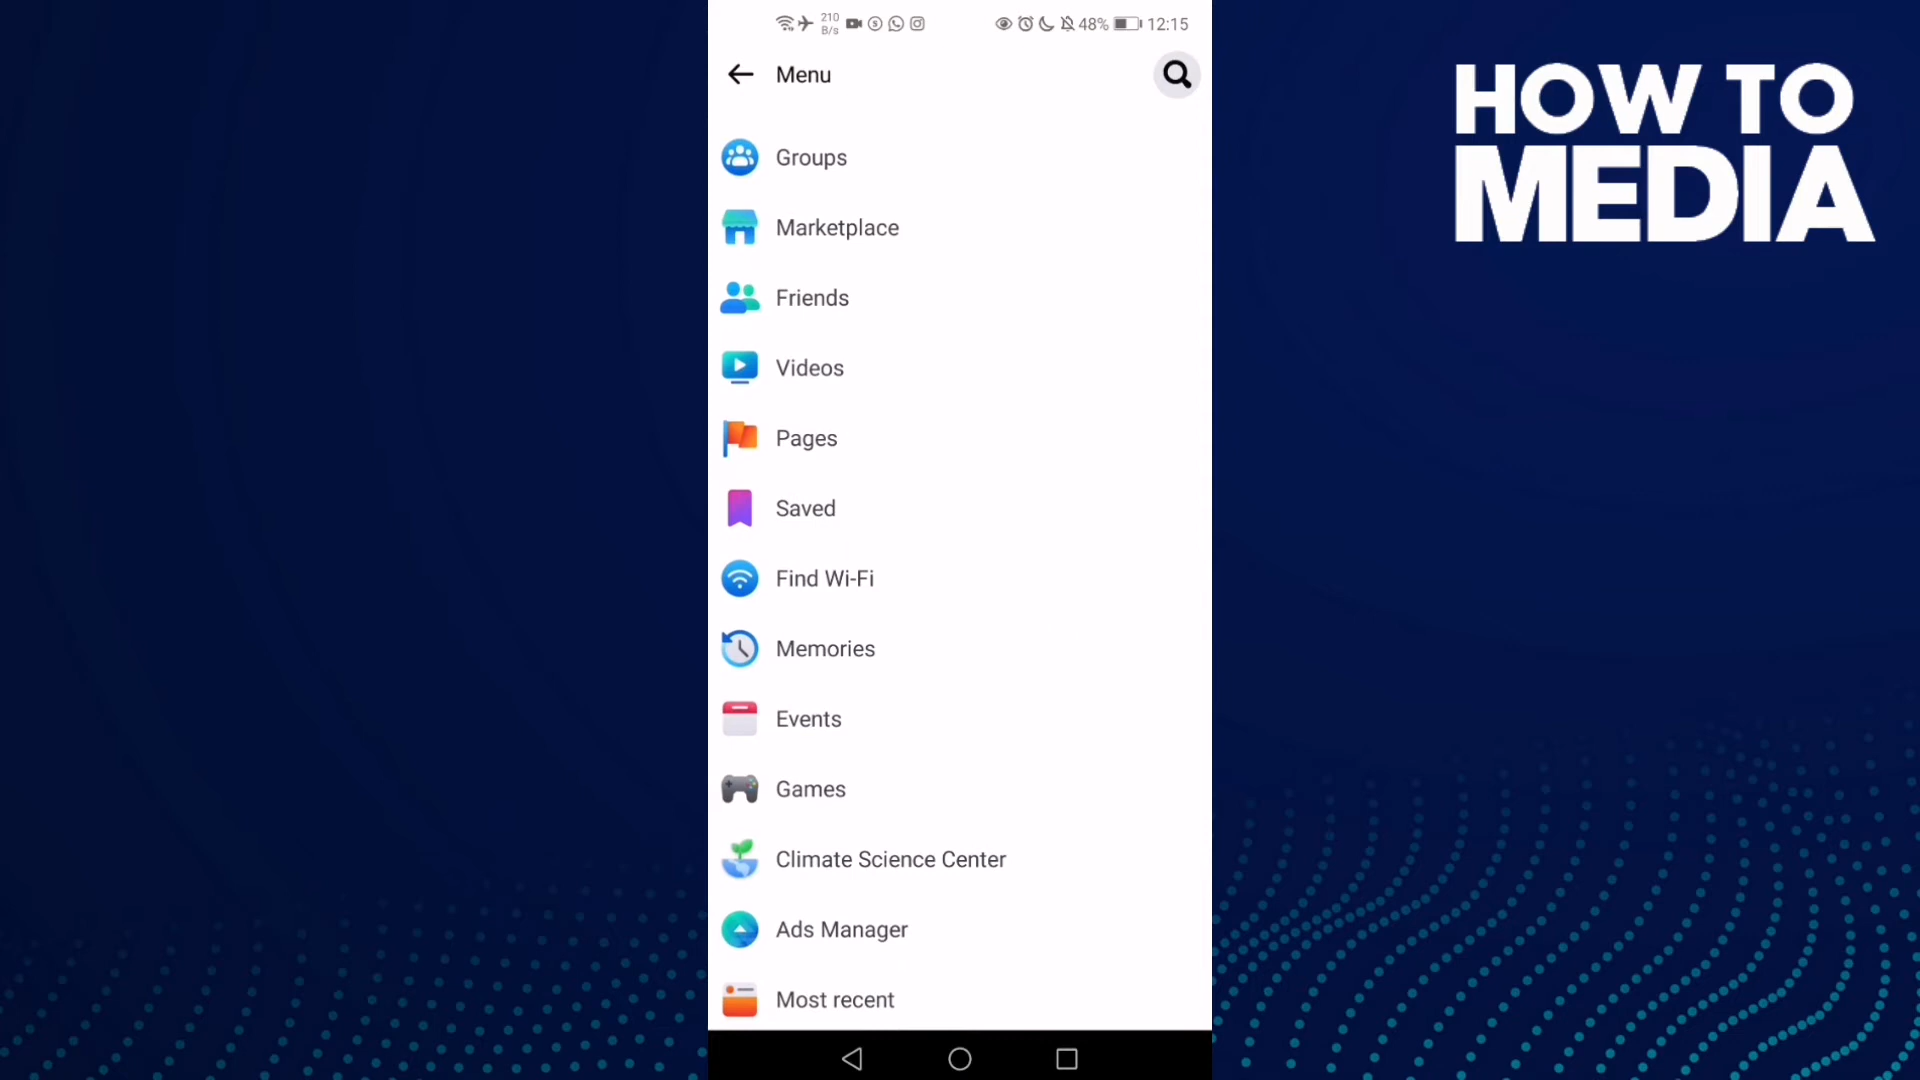 210
B/s
48%
12:15
Menu
HOW TO
MEDIA
Groups
Marketplace
Friends
Videos
Pages
Saved
Find Wi-Fi
Memories
Events
Games
Climate Science Center
Ads Manager
Most recent